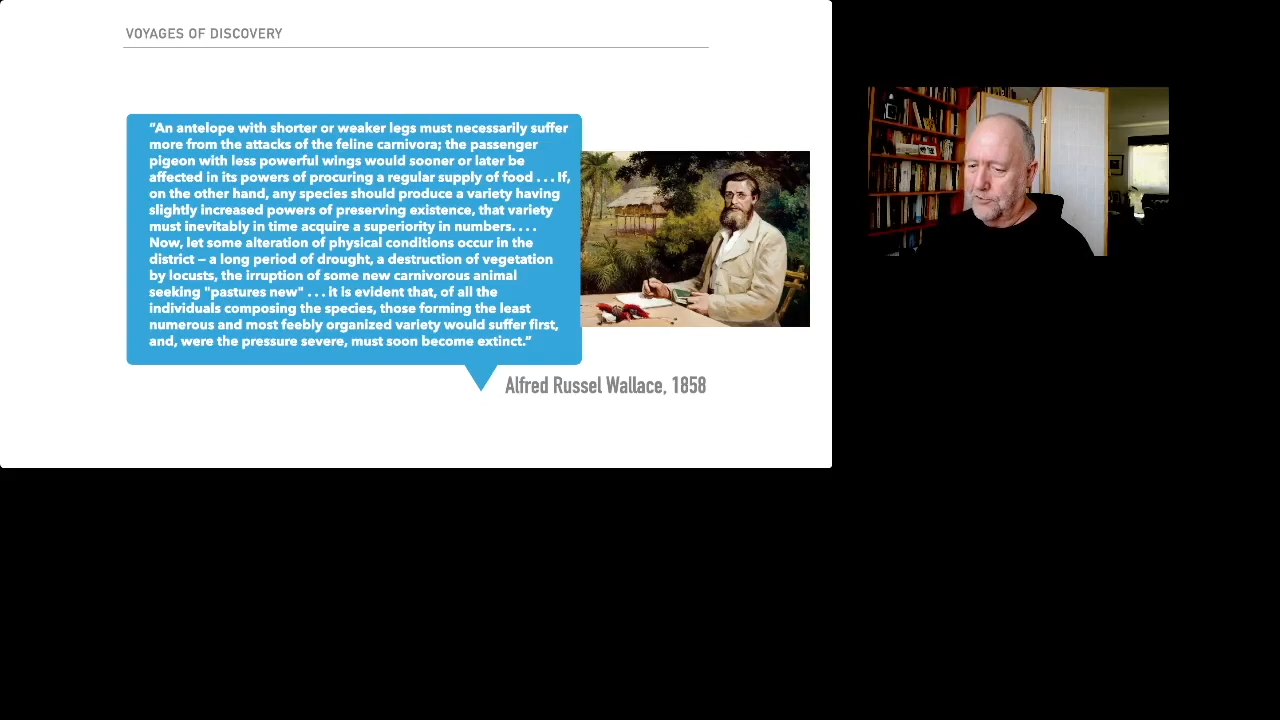 VOYAGES OF DISCOVERY
"An antelope with shorter or weaker legs must necessarily suffer
more from the attacks of the feline carnivora; the passenger
pigeon with less powerful wings would sooner or later be
affected in its powers of procuring a regular supply of food . . . If,
on the other hand, any species should produce a variety having
slightly increased powers of preserving existence, that variety
must inevitably in time acquire a superiority in numbers. . . .
Now, let some alteration of physical conditions occur in the
district – a long period of drought, a destruction of vegetation
by locusts, the irruption of some new carnivorous animal
seeking "pastures new" . . . it is evident that, of all the
individuals composing the species, those forming the least
numerous and most feebly organized variety would suffer first,
and, were the pressure severe, must soon become extinct."
Alfred Russel Wallace, 1858